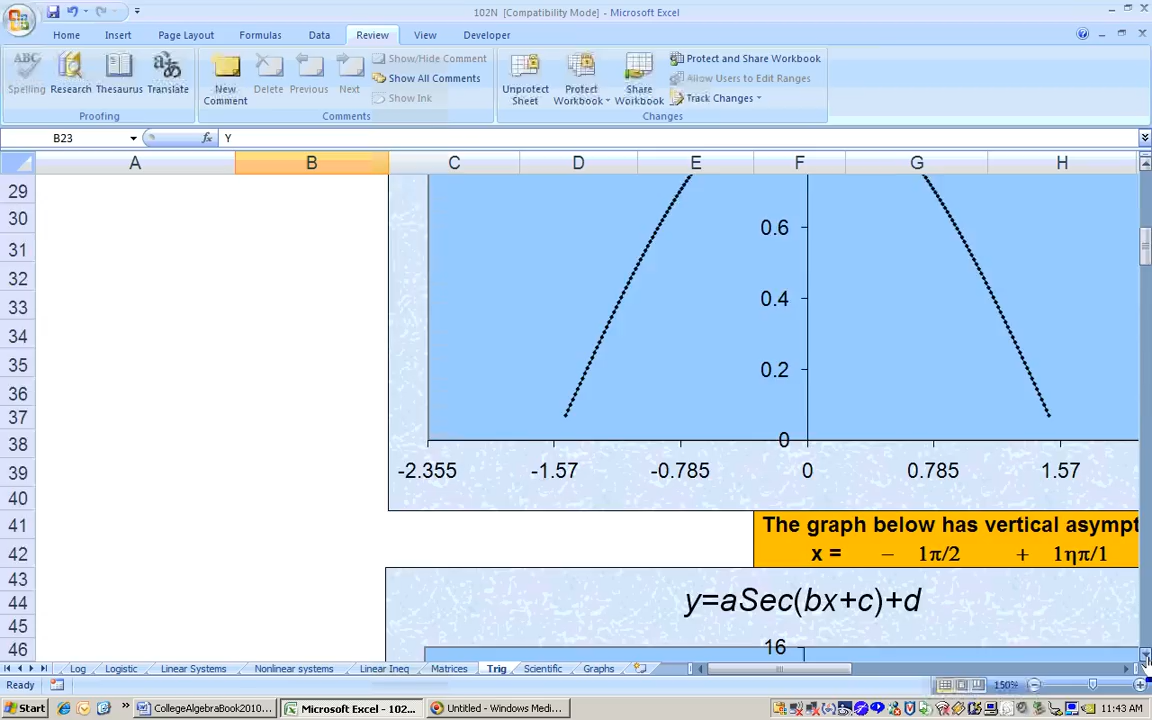 102N [Compatibility Mode] - Microsoft Excel
Home Insert Page Layout Formulas Data Review View Developer
Spelling Research Thesaurus Translate
Proofing
New Comment Delete Previous Next
Show/Hide Comment
Show All Comments
Show Ink
Comments
Unprotect Sheet Protect Workbook Share Workbook
Protect and Share Workbook
Allow Users to Edit Ranges
Track Changes
Changes
B23 fx Y
A B C D E F G H
29
30
31
32
33
34
35
36
37
38
39
40
41
42
43
44
45
46
0.6
0.4
0.2
0
-2.355 -1.57 -0.785 0 0.785 1.57
The graph below has vertical asympt
x = − 1π/2 + 1ηπ/1
y=aSec(bx+c)+d
16
Log Logistic Linear Systems Nonlinear systems Linear Ineq Matrices Trig Scientific Graphs
Ready 150%
Start CollegeAlgebraBook2010... Microsoft Excel - 102... Untitled - Windows Medi... 11:43 AM